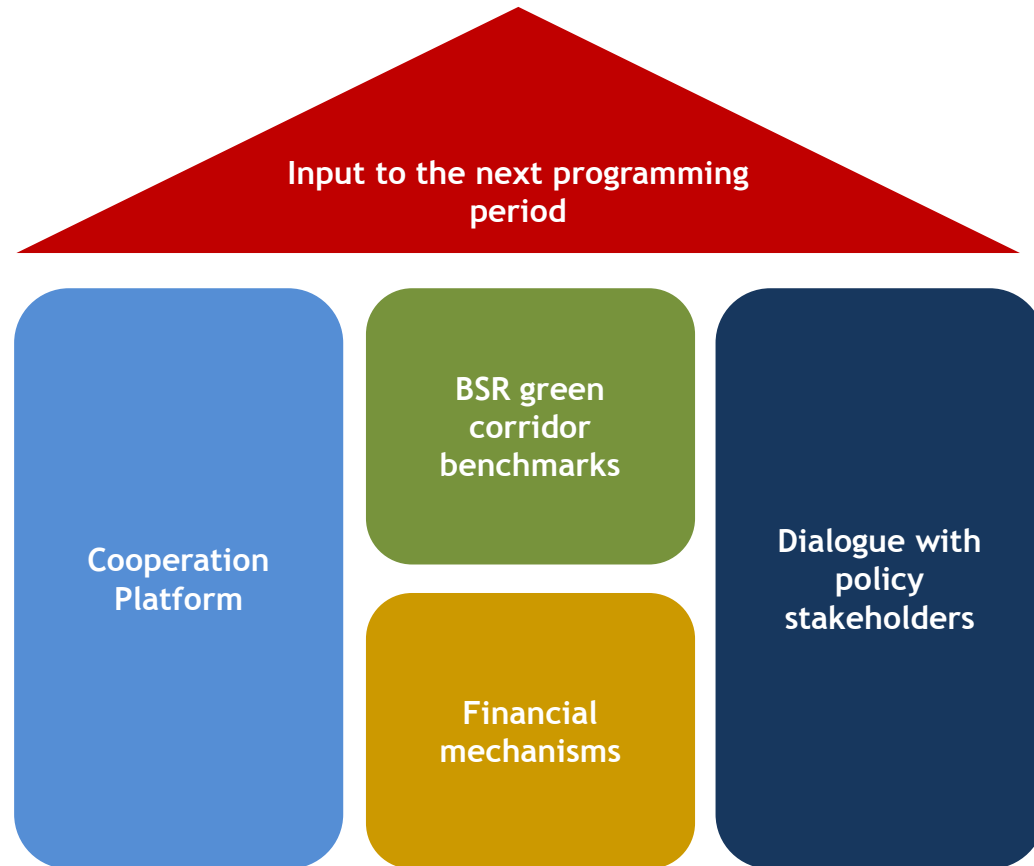 Input to the next programming
period
BSR green
corridor
benchmarks
Cooperation
Platform
Dialogue with
policy
stakeholders
Financial
mechanisms